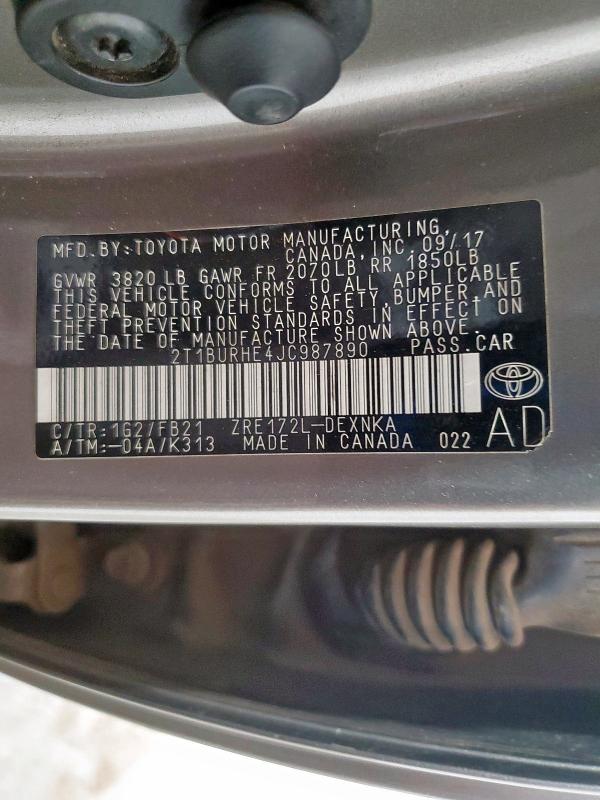 MFD. BY: TOYOTA MOTOR MANUFACTURING,
CANADA, INC. 09/17
GVWR 3820 LB GAWR FR 2070LB, RR 1850LB
THIS VEHICLE CONFORMS TO ALL APPLICABLE
FEDERAL MOTOR VEHICLE SAFETY, BUMPER AND
THEFT PREVENTION STANDARDS IN EFFECT ON
THE DATE OF MANUFACTURE SHOWN ABOVE.
2T1BURHE4JC987890 PASS. CAR
C/TR: 1G2/FB21 ZRE172L-DEXNKA
A/TM: -04A/K313 MADE IN CANADA 022 AD